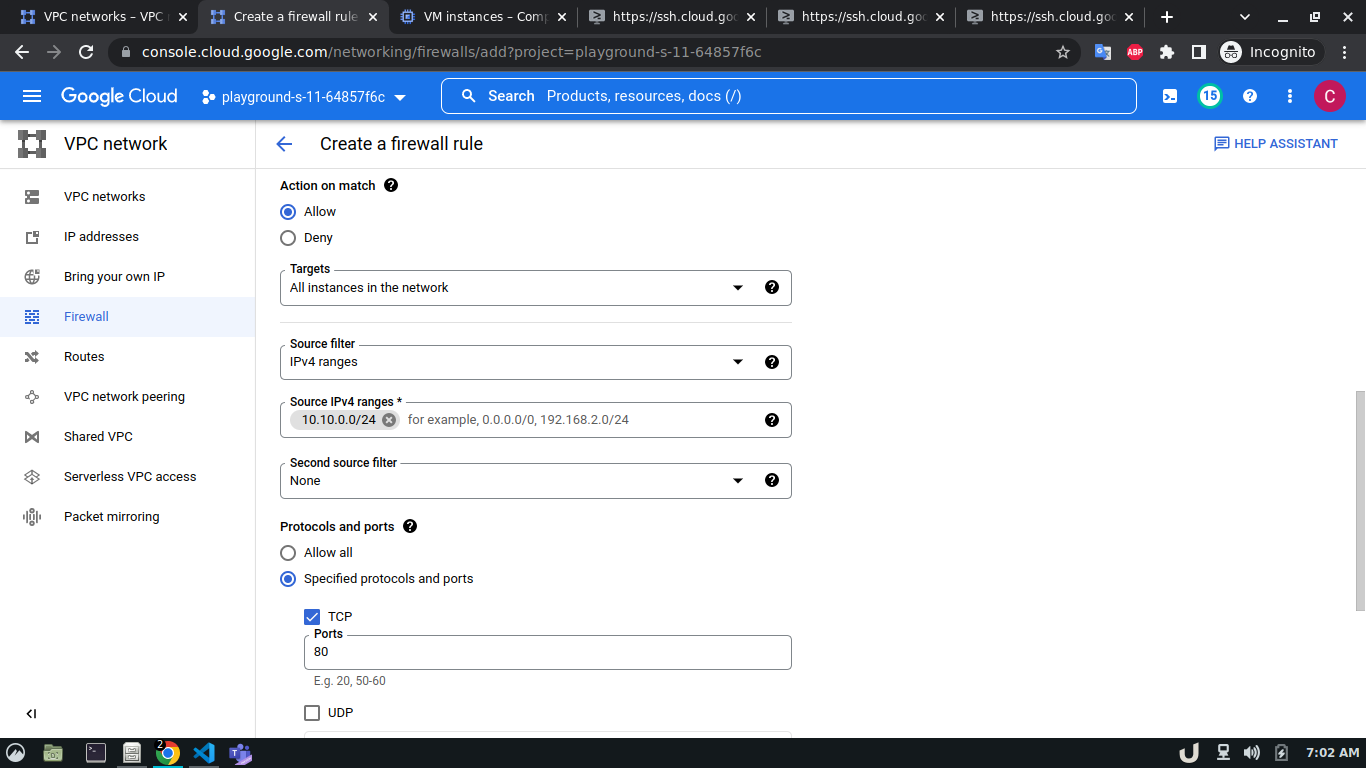 VPC networks – VPC n
Create a firewall rule
VM instances – Comp
https://ssh.cloud.goo
https://ssh.cloud.goo
https://ssh.cloud.goo
console.cloud.google.com/networking/firewalls/add?project=playground-s-11-64857f6c
ABP
Incognito
Google Cloud
playground-s-11-64857f6c
Search Products, resources, docs (/)
15
C
VPC network
Create a firewall rule
HELP ASSISTANT
VPC networks
IP addresses
Bring your own IP
Firewall
Routes
VPC network peering
Shared VPC
Serverless VPC access
Packet mirroring
Action on match
Allow
Deny
Targets
All instances in the network
Source filter
IPv4 ranges
Source IPv4 ranges *
10.10.0.0/24 for example, 0.0.0.0/0, 192.168.2.0/24
Second source filter
None
Protocols and ports
Allow all
Specified protocols and ports
TCP
Ports
80
E.g. 20, 50-60
UDP
2
7:02 AM